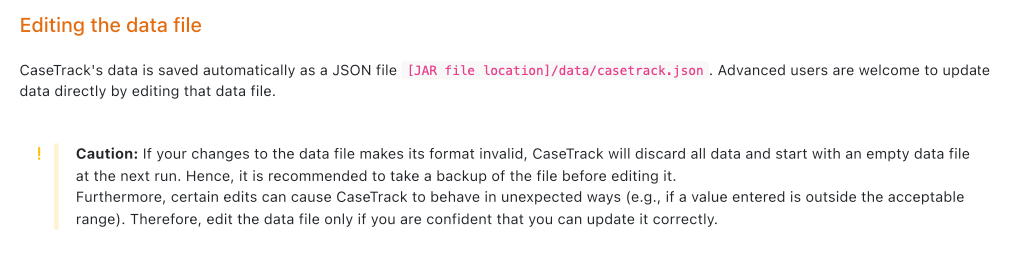 Editing the data file
CaseTrack's data is saved automatically as a JSON file [JAR file location]/data/casetrack.json . Advanced users are welcome to update
data directly by editing that data file.
! Caution: If your changes to the data file makes its format invalid, CaseTrack will discard all data and start with an empty data file
at the next run. Hence, it is recommended to take a backup of the file before editing it.
Furthermore, certain edits can cause CaseTrack to behave in unexpected ways (e.g., if a value entered is outside the acceptable
range). Therefore, edit the data file only if you are confident that you can update it correctly.